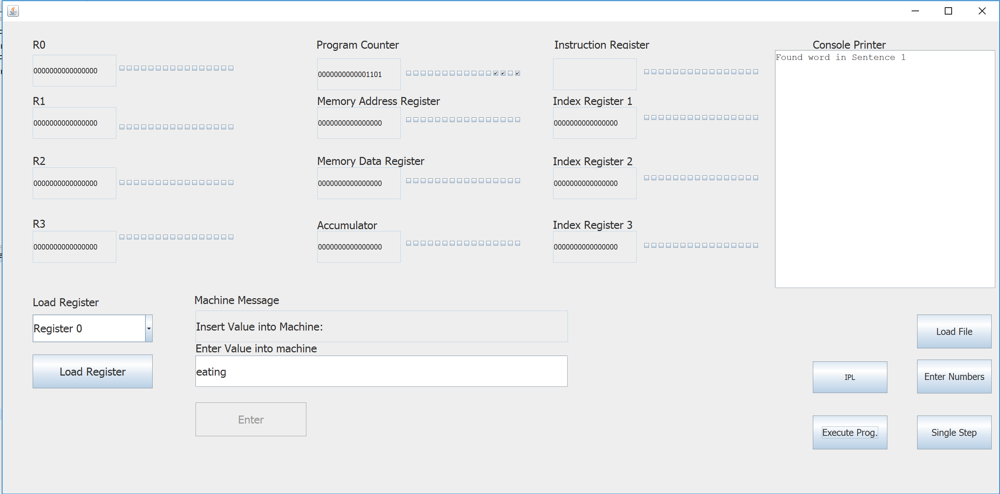 R0
0000000000000000
Program Counter
0000000000001101
Instruction Register
Console Printer
Found word in Sentence 1
R1
0000000000000000
Memory Address Register
0000000000000000
Index Register 1
0000000000000000
R2
0000000000000000
Memory Data Register
0000000000000000
Index Register 2
0000000000000000
R3
0000000000000000
Accumulator
0000000000000000
Index Register 3
0000000000000000
Load Register
Register 0
Load Register
Machine Message
Insert Value into Machine:
Enter Value into machine
eating
Enter
Load File
IPL
Enter Numbers
Execute Prog.
Single Step